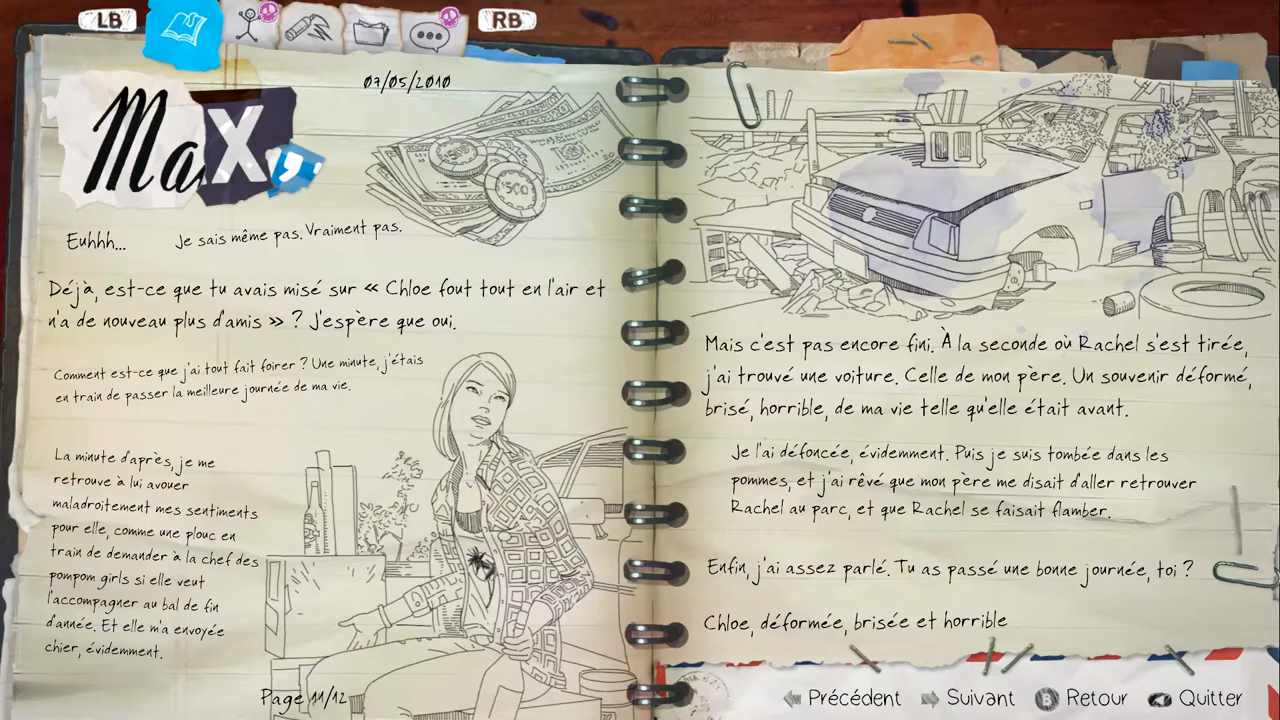 LB
RB
07/05/2010
Max,
Euhhh... Je sais même pas. Vraiment pas.
Déjà, est-ce que tu avais misé sur « Chloe fout tout en l'air et
n'a de nouveau plus d'amis » ? J'espère que oui.
Comment est-ce que j'ai tout fait foirer ? Une minute, j'étais
en train de passer la meilleure journée de ma vie.
La minute d'après, je me
retrouve à lui avouer
maladroitement mes sentiments
pour elle, comme une plouc en
train de demander à la chef des
pompom girls si elle veut
l'accompagner au bal de fin
d'année. Et elle m'a envoyée
chier, évidemment.
$500
Page 11/12
Mais c'est pas encore fini. À la seconde où Rachel s'est tirée,
j'ai trouvé une voiture. Celle de mon père. Un souvenir déformé,
brisé, horrible, de ma vie telle qu'elle était avant.
Je l'ai défoncée, évidemment. Puis je suis tombée dans les
pommes, et j'ai rêvé que mon père me disait d'aller retrouver
Rachel au parc, et que Rachel se faisait flamber.
Enfin, j'ai assez parlé. Tu as passé une bonne journée, toi ?
Chloe, déformée, brisée et horrible
Précédent Suivant B Retour Quitter